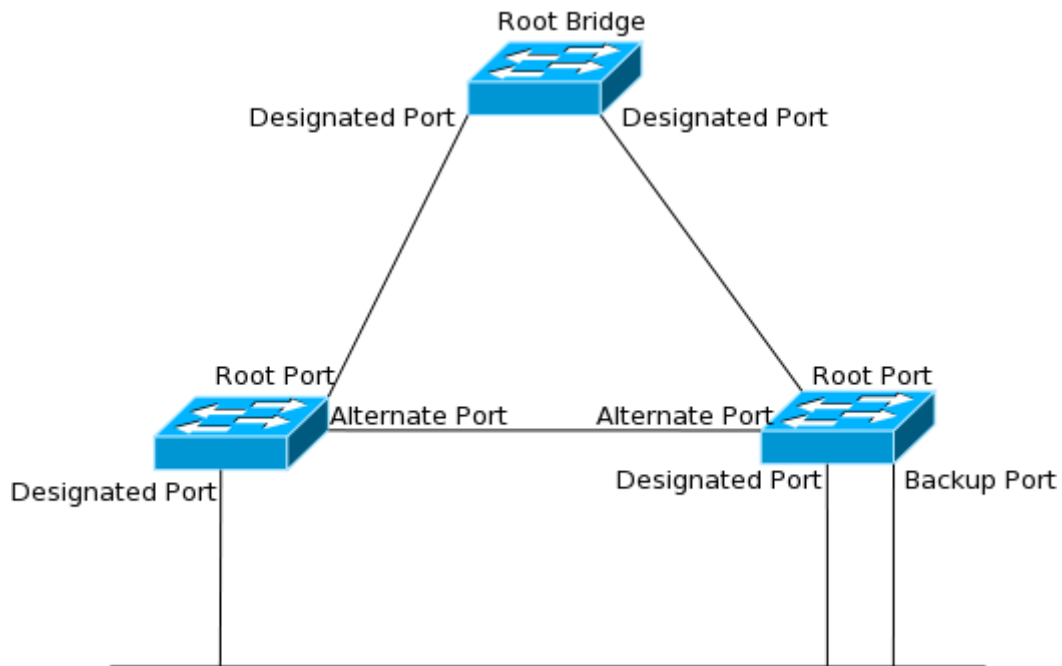 Root Bridge
Designated Port
Designated Port
Root Port
Root Port
Alternate Port
Alternate Port
Designated Port
Designated Port
Backup Port